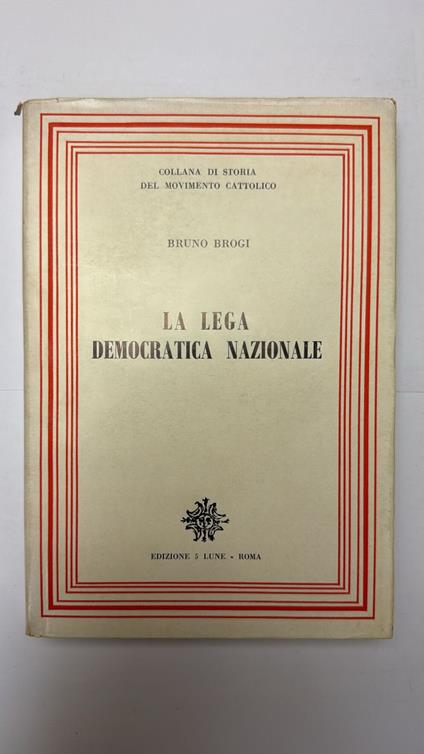 COLLANA DI STORIA
DEL MOVIMENTO CATTOLICO
BRUNO BROGI
LA LEGA
DEMOCRATICA NAZIONALE
EDIZIONE 5 LUNE - ROMA